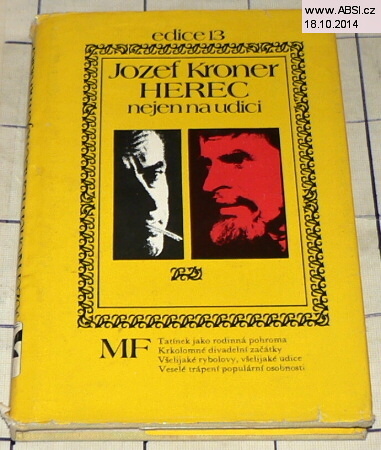 www.ABSI.cz
18.10.2014
edice 13
Jozef Kroner
HEREC
nejen na udici
MF
Tatínek jako rodinná pohroma
Krkolomné divadelní začátky
Všelijaké rybolovy, všelijaké udice
Veselé trápení populární osobnosti